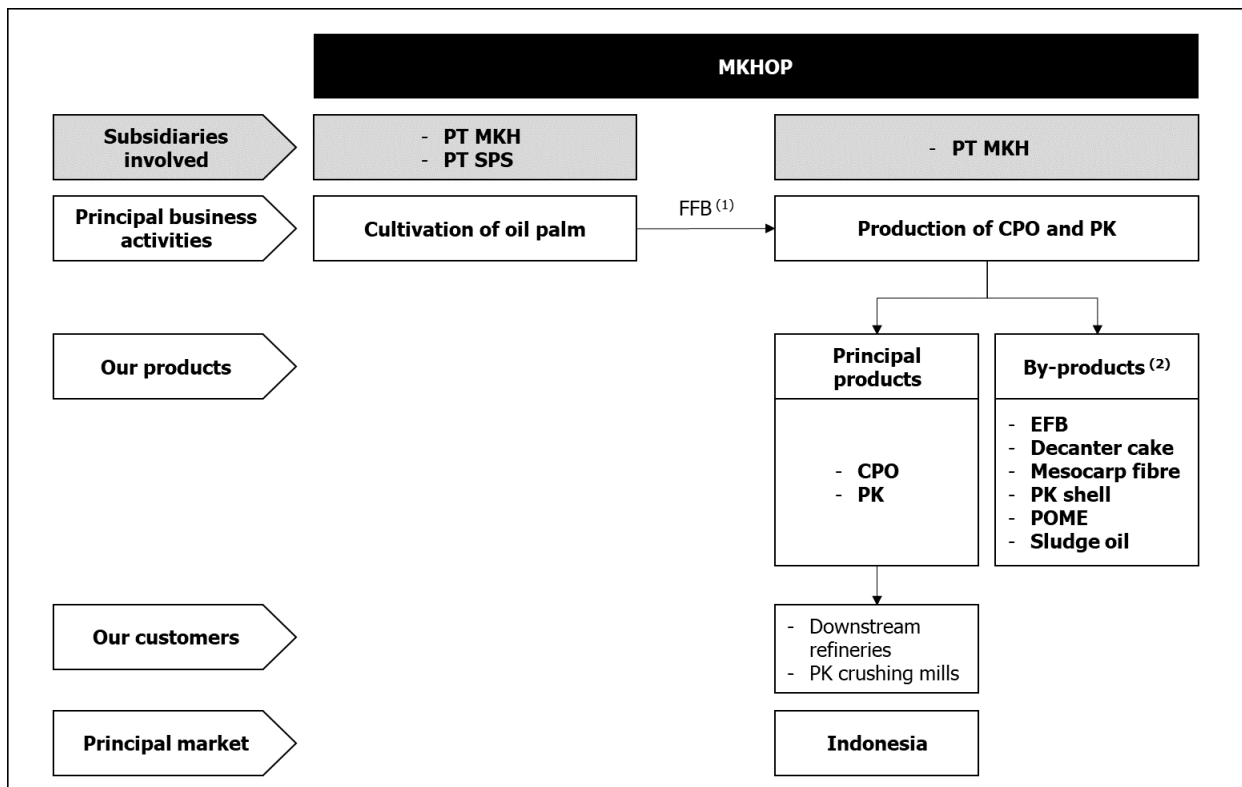 MKHOP
Subsidiaries
involved
- PT MKH
- PT SPS
- PT MKH
Principal business
activities
Cultivation of oil palm
FFB (1)
Production of CPO and PK
Our products
Principal
products
By-products (2)
- CPO
- PK
- EFB
- Decanter cake
- Mesocarp fibre
- PK shell
- POME
- Sludge oil
Our customers
- Downstream
refineries
- PK crushing mills
Principal market
Indonesia